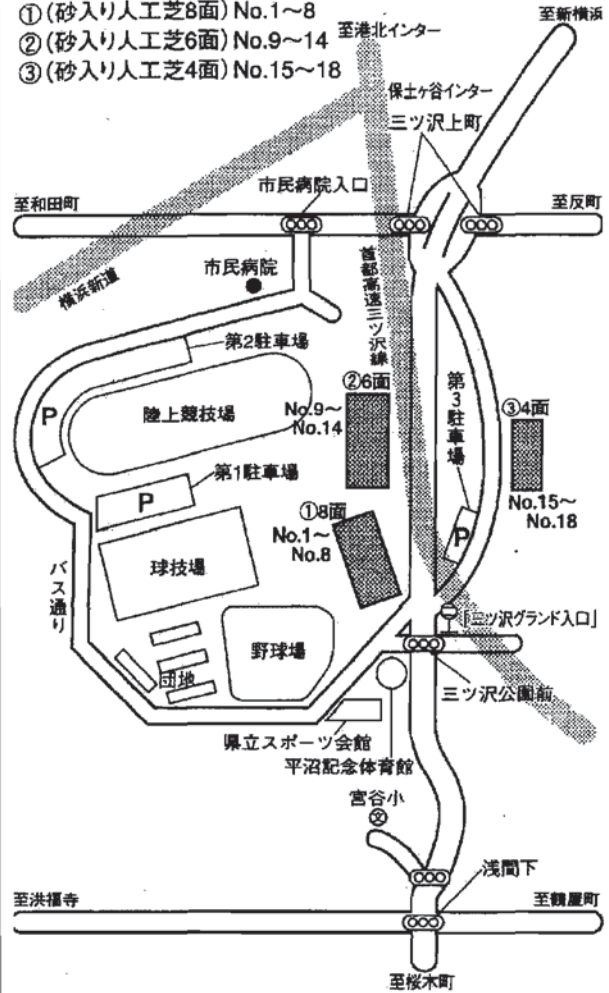 ①(砂入り人工芝8面)No.1〜8
②(砂入り人工芝6面)No.9〜14
③(砂入り人工芝4面)No.15〜18
至新横浜
至港北インター
保土ヶ谷インター
三ツ沢上町
市民病院入口
至和田町
至反町
市民病院
横浜新道
首都高速三ツ沢線
第2駐車場
P
陸上競技場
②6面
No.9〜
No.14
第3駐車場
③4面
No.15〜
No.18
第1駐車場
P
①8面
No.1〜
No.8
P
球技場
バス通り
「三ツ沢グランド入口」
野球場
団地
三ツ沢公園前
県立スポーツ会館
平沼記念体育館
宮谷小
文
浅間下
至洪福寺
至鶴屋町
至桜木町